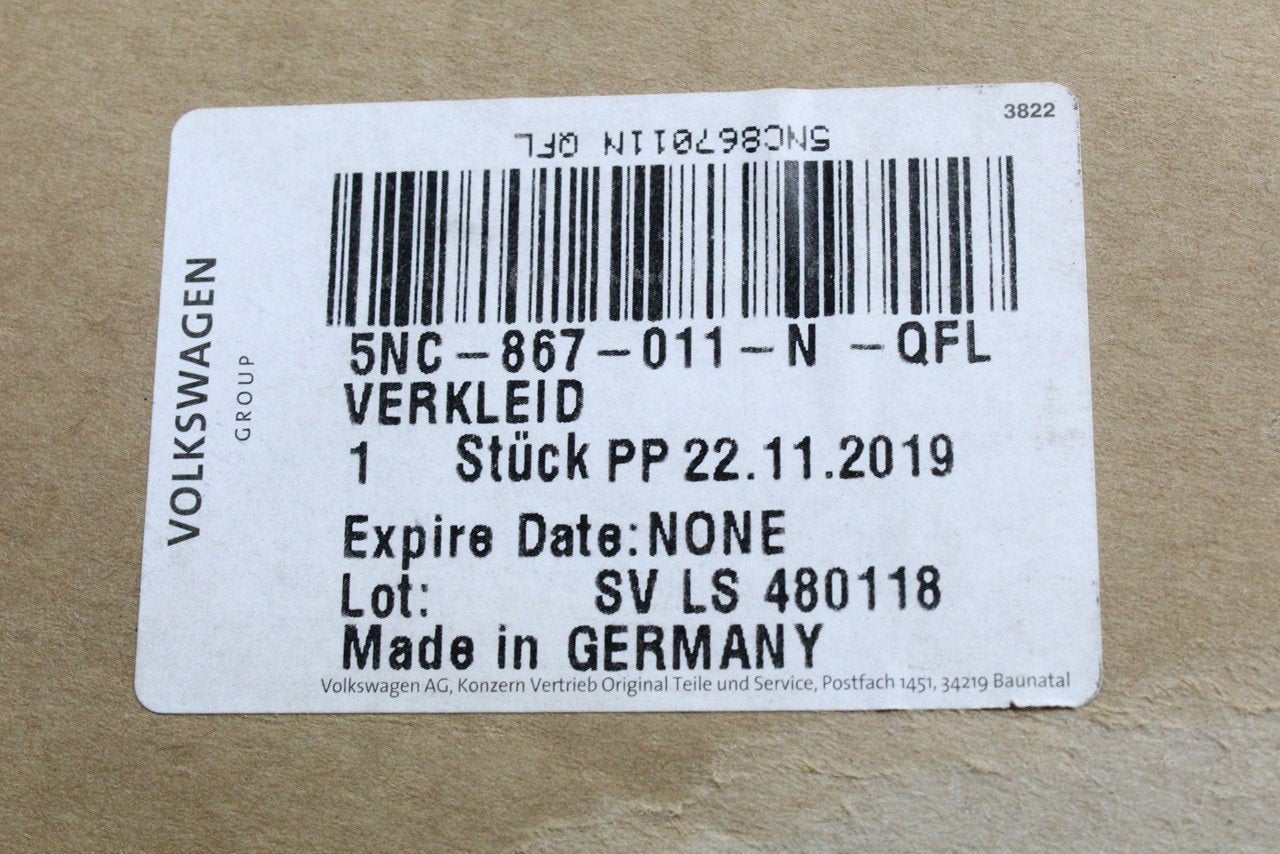 3822
5NC867011N QFL
5NC-867-011-N -QFL
VERKLEID
1 Stück PP 22.11.2019
Expire Date:NONE
Lot: SV LS 480118
Made in GERMANY
Volkswagen AG, Konzern Vertrieb Original Teile und Service, Postfach 1451, 34219 Baunatal
VOLKSWAGEN
GROUP